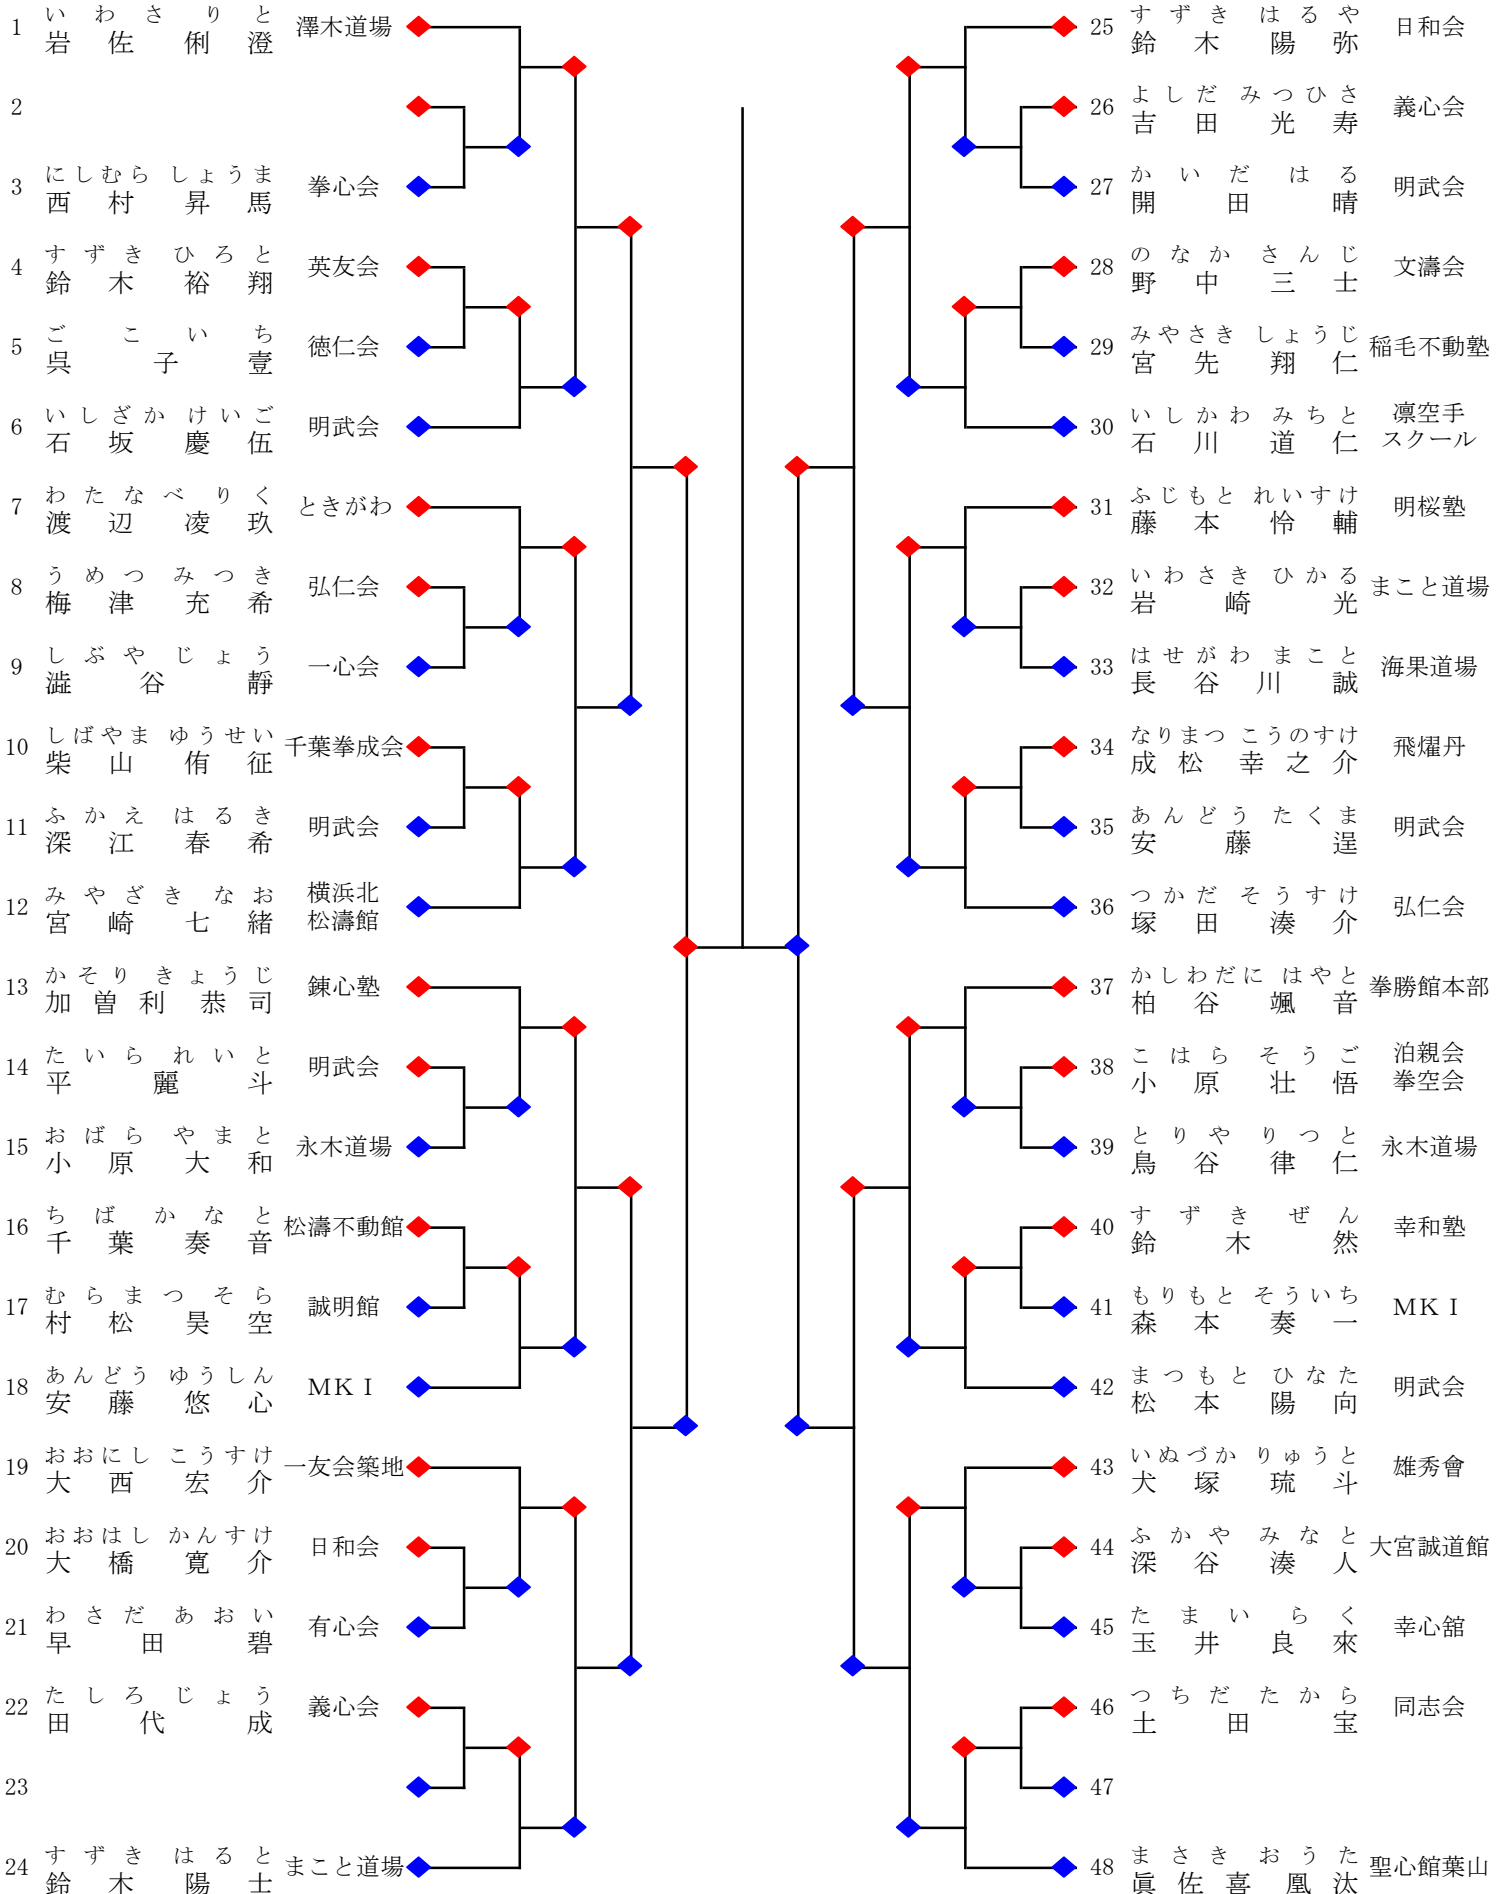 いわさ りと
1 岩佐 俐澄 澤木道場
2
にしむら しょうま
3 西村 昇馬 拳心会
すずき ひろと
4 鈴木 裕翔 英友会
ご こいち
5 呉 子壹 徳仁会
いしざか けいご
6 石坂 慶伍 明武会
わたなべ りく
7 渡辺 凌玖 ときがわ
うめつ みつき
8 梅津 充希 弘仁会
しぶや じょう
9 澁谷 靜 一心会
しばやま ゆうせい
10 柴山 侑征 千葉拳成会
ふかえ はるき
11 深江 春希 明武会
みやざき なお
12 宮崎 七緒 横浜北
松濤館
かそり きょうじ
13 加曽利 恭司 錬心塾
たいら れいと
14 平 麗斗 明武会
おばら やまと
15 小原 大和 永木道場
ちば かなと
16 千葉 奏音 松濤不動館
むらまつ そら
17 村松 昊空 誠明館
あんどう ゆうしん
18 安藤 悠心 MKI
おおにし こうすけ
19 大西 宏介 一友会築地
おおはし かんすけ
20 大橋 寛介 日和会
わさだ あおい
21 早田 碧 有心会
たしろ じょう
22 田代 成 義心会
23
すずき はると
24 鈴木 陽士 まこと道場
すずき はるや
25 鈴木 陽弥 日和会
よしだ みつひさ
26 吉田 光寿 義心会
かいだ はる
27 開田 晴 明武会
のなか さんじ
28 野中 三士 文濤会
みやさき しょうじ
29 宮先 翔仁 稲毛不動塾
いしかわ みちと
30 石川 道仁 凛空手
スクール
ふじもと れいすけ
31 藤本 怜輔 明桜塾
いわさき ひかる
32 岩崎 光 まこと道場
はせがわ まこと
33 長谷川 誠 海果道場
なりまつ こうのすけ
34 成松 幸之介 飛燿丹
あんどう たくま
35 安藤 逞 明武会
つかだ そうすけ
36 塚田 湊介 弘仁会
かしわだに はやと
37 柏谷 颯音 拳勝館本部
こはら そうご
38 小原 壮悟 泊親会
拳空会
とりや りつと
39 鳥谷 律仁 永木道場
すずき ぜん
40 鈴木 然 幸和塾
もりもと そういち
41 森本 奏一 MKI
まつもと ひなた
42 松本 陽向 明武会
いぬづか りゅうと
43 犬塚 琉斗 雄秀會
ふかや みなと
44 深谷 湊人 大宮誠道館
たまい らく
45 玉井 良來 幸心舘
つちだ たから
46 土田 宝 同志会
47
まさき おうた
48 眞佐喜 凰汰 聖心館葉山